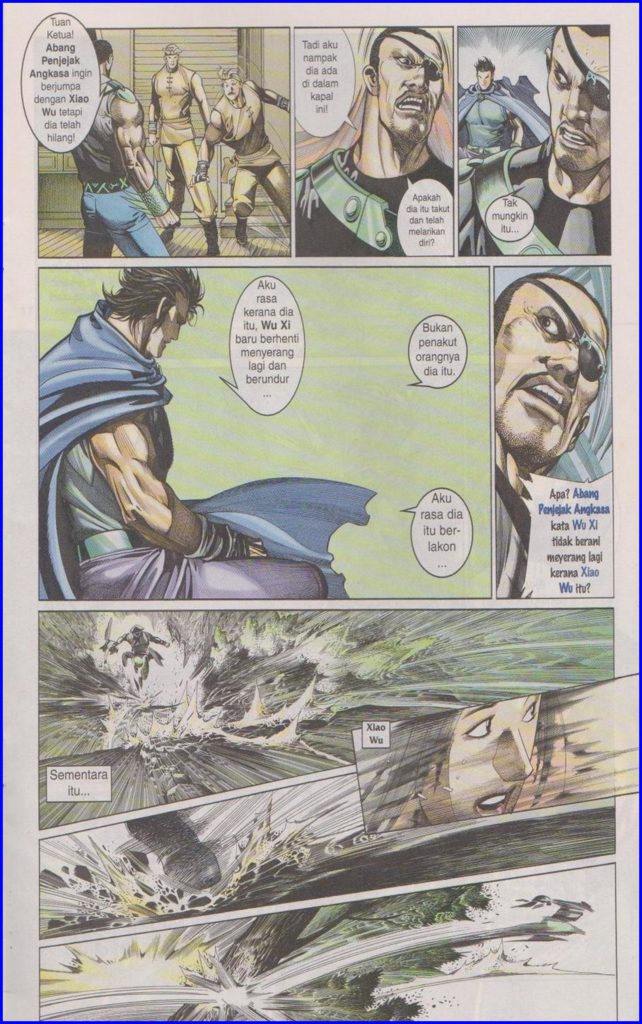 Tuan
Ketua!
Abang
Penjejak
Angkasa ingin
berjumpa
dengan Xiao
Wu tetapi
dia telah
hilang!
Tadi aku
nampak
dia ada
di dalam
kapal
ini!
Apakah
dia itu takut
dan telah
melarikan
diri?
Tak
mungkin
itu...
Aku
rasa
kerana dia
itu, Wu Xi
baru berhenti
menyerang
lagi dan
berundur
...
Bukan
penakut
orangnya
dia itu.
Aku
rasa dia
itu ber-
lakon
...
Apa? Abang
Penjejak Angkasa
kata Wu Xi
tidak berani
meyerang lagi
kerana Xiao
Wu itu?
Sementara
itu...
Xiao
Wu